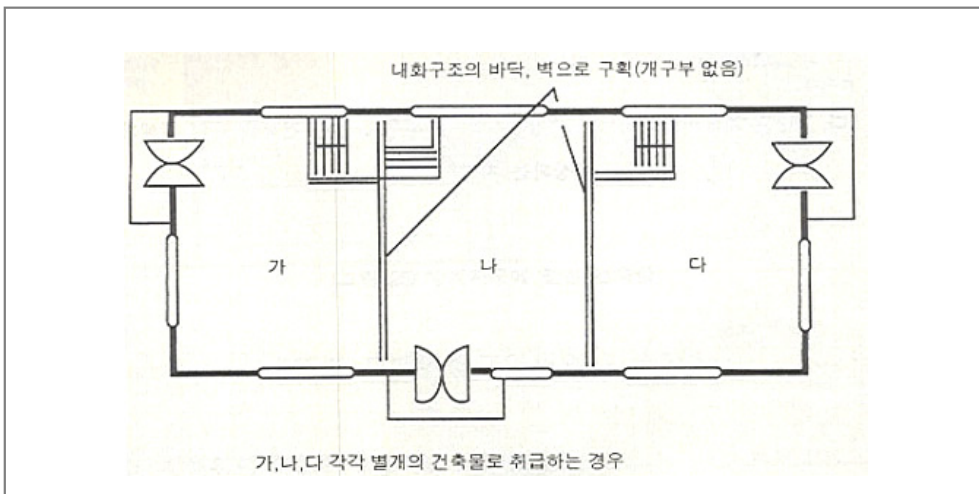 내화구조의 바닥, 벽으로 구획(개구부 없음)
가
나
다
가,나,다 각각 별개의 건축물로 취급하는 경우